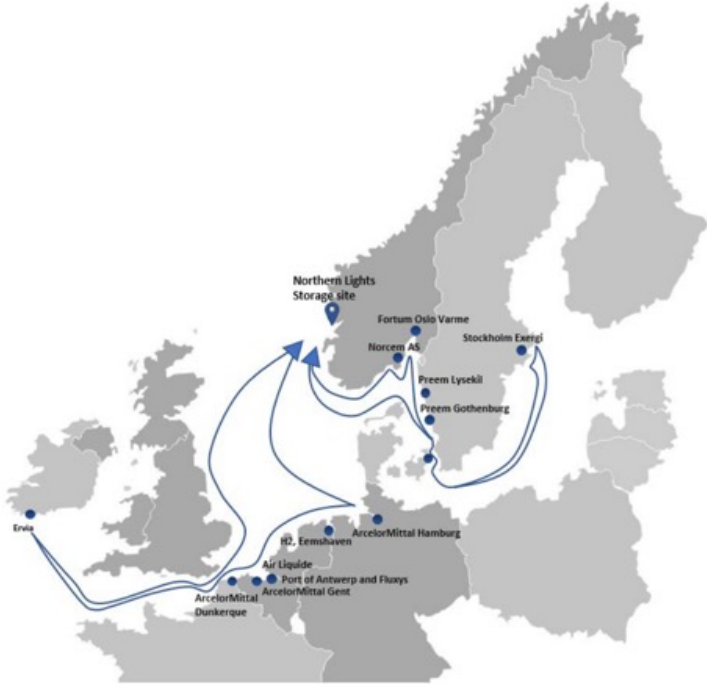 Northern Lights
Storage site
Fortum Oslo Varme
Norcem AS
Stockholm Exergi
Preem Lysekil
Preem Gothenburg
Ervia
H2, Eemshaven
ArcelorMittal Hamburg
Air Liquide
Port of Antwerp and Fluxys
ArcelorMittal Gent
ArcelorMittal
Dunkerque